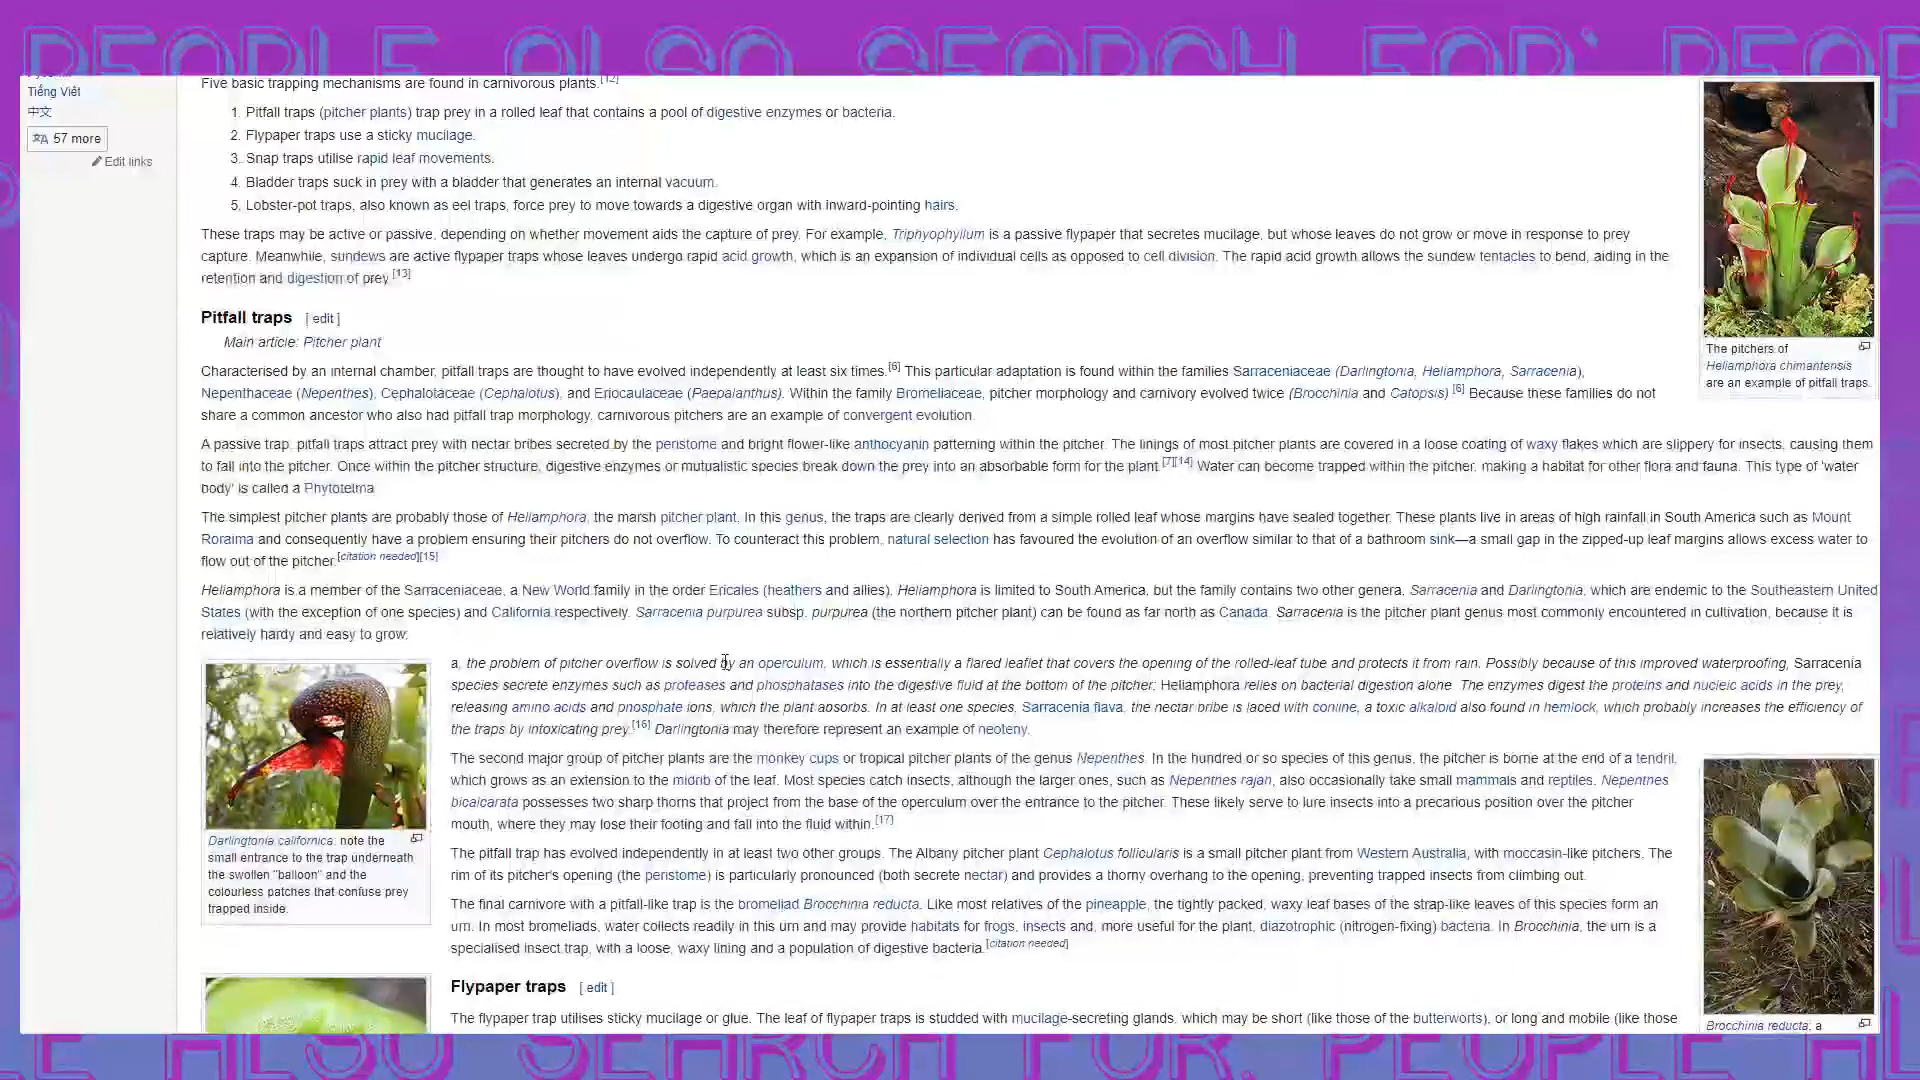 PEOPLE ALSO SEARCH FOR:
Tiếng Việt
中文
57 more
Edit links
Five basic trapping mechanisms are found in carnivorous plants.[12]
1. Pitfall traps (pitcher plants) trap prey in a rolled leaf that contains a pool of digestive enzymes or bacteria.
2. Flypaper traps use a sticky mucilage.
3. Snap traps utilise rapid leaf movements.
4. Bladder traps suck in prey with a bladder that generates an internal vacuum.
5. Lobster-pot traps, also known as eel traps, force prey to move towards a digestive organ with inward-pointing hairs.
These traps may be active or passive, depending on whether movement aids the capture of prey. For example, Triphyophyllum is a passive flypaper that secretes mucilage, but whose leaves do not grow or move in response to prey
capture. Meanwhile, sundews are active flypaper traps whose leaves undergo rapid acid growth, which is an expansion of individual cells as opposed to cell division. The rapid acid growth allows the sundew tentacles to bend, aiding in the
retention and digestion of prey.[13]
Pitfall traps [ edit ]
Main article: Pitcher plant
Characterised by an internal chamber, pitfall traps are thought to have evolved independently at least six times.[6] This particular adaptation is found within the families Sarraceniaceae (Darlingtonia, Heliamphora, Sarracenia),
Nepenthaceae (Nepenthes), Cephalotaceae (Cephalotus), and Eriocaulaceae (Paepalanthus). Within the family Bromeliaceae, pitcher morphology and carnivory evolved twice (Brocchinia and Catopsis).[6] Because these families do not
share a common ancestor who also had pitfall trap morphology, carnivorous pitchers are an example of convergent evolution.
A passive trap, pitfall traps attract prey with nectar bribes secreted by the peristome and bright flower-like anthocyanin patterning within the pitcher. The linings of most pitcher plants are covered in a loose coating of waxy flakes which are slippery for insects, causing them
to fall into the pitcher. Once within the pitcher structure, digestive enzymes or mutualistic species break down the prey into an absorbable form for the plant.[7][14] Water can become trapped within the pitcher, making a habitat for other flora and fauna. This type of 'water
body' is called a Phytotelma.
The simplest pitcher plants are probably those of Heliamphora, the marsh pitcher plant. In this genus, the traps are clearly derived from a simple rolled leaf whose margins have sealed together. These plants live in areas of high rainfall in South America such as Mount
Roraima and consequently have a problem ensuring their pitchers do not overflow. To counteract this problem, natural selection has favoured the evolution of an overflow similar to that of a bathroom sink—a small gap in the zipped-up leaf margins allows excess water to
flow out of the pitcher.[citation needed][15]
Heliamphora is a member of the Sarraceniaceae, a New World family in the order Ericales (heathers and allies). Heliamphora is limited to South America, but the family contains two other genera, Sarracenia and Darlingtonia, which are endemic to the Southeastern United
States (with the exception of one species) and California respectively. Sarracenia purpurea subsp. purpurea (the northern pitcher plant) can be found as far north as Canada. Sarracenia is the pitcher plant genus most commonly encountered in cultivation, because it is
relatively hardy and easy to grow.
a, the problem of pitcher overflow is solved by an operculum, which is essentially a flared leaflet that covers the opening of the rolled-leaf tube and protects it from rain. Possibly because of this improved waterproofing, Sarracenia
species secrete enzymes such as proteases and phosphatases into the digestive fluid at the bottom of the pitcher; Heliamphora relies on bacterial digestion alone. The enzymes digest the proteins and nucleic acids in the prey,
releasing amino acids and phosphate ions, which the plant absorbs. In at least one species, Sarracenia flava, the nectar bribe is laced with coniine, a toxic alkaloid also found in hemlock, which probably increases the efficiency of
the traps by intoxicating prey.[16] Darlingtonia may therefore represent an example of neoteny.
The second major group of pitcher plants are the monkey cups or tropical pitcher plants of the genus Nepenthes. In the hundred or so species of this genus, the pitcher is borne at the end of a tendril,
which grows as an extension to the midrib of the leaf. Most species catch insects, although the larger ones, such as Nepenthes rajah, also occasionally take small mammals and reptiles. Nepenthes
bicalcarata possesses two sharp thorns that project from the base of the operculum over the entrance to the pitcher. These likely serve to lure insects into a precarious position over the pitcher
mouth, where they may lose their footing and fall into the fluid within.[17]
The pitfall trap has evolved independently in at least two other groups. The Albany pitcher plant Cephalotus follicularis is a small pitcher plant from Western Australia, with moccasin-like pitchers. The
rim of its pitcher's opening (the peristome) is particularly pronounced (both secrete nectar) and provides a thorny overhang to the opening, preventing trapped insects from climbing out.
The final carnivore with a pitfall-like trap is the bromeliad Brocchinia reducta. Like most relatives of the pineapple, the tightly packed, waxy leaf bases of the strap-like leaves of this species form an
urn. In most bromeliads, water collects readily in this urn and may provide habitats for frogs, insects and, more useful for the plant, diazotrophic (nitrogen-fixing) bacteria. In Brocchinia, the urn is a
specialised insect trap, with a loose, waxy lining and a population of digestive bacteria.[citation needed]
Flypaper traps [ edit ]
The flypaper trap utilises sticky mucilage or glue. The leaf of flypaper traps is studded with mucilage-secreting glands, which may be short (like those of the butterworts), or long and mobile (like those
The pitchers of
Heliamphora chimantensis
are an example of pitfall traps.
Darlingtonia californica: note the
small entrance to the trap underneath
the swollen "balloon" and the
colourless patches that confuse prey
trapped inside.
Brocchinia reducta: a
ALSO SEARCH FOR: PEOPLE AL